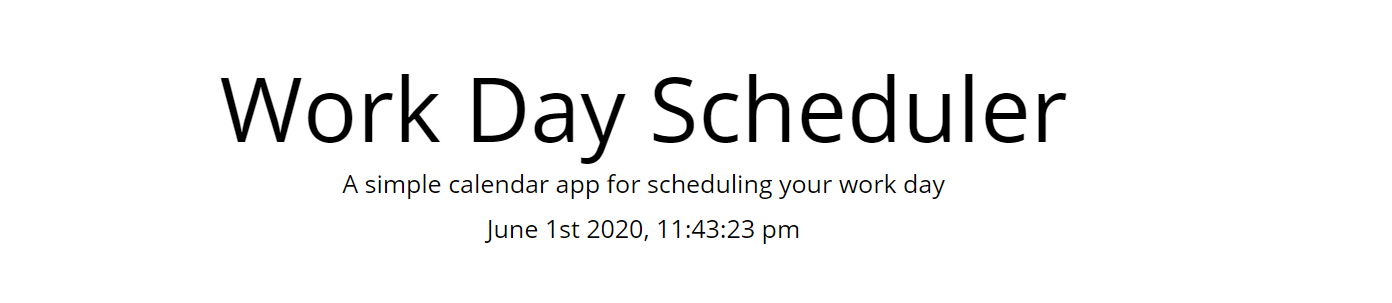 Work Day Scheduler
A simple calendar app for scheduling your work day
June 1st 2020, 11:43:23 pm